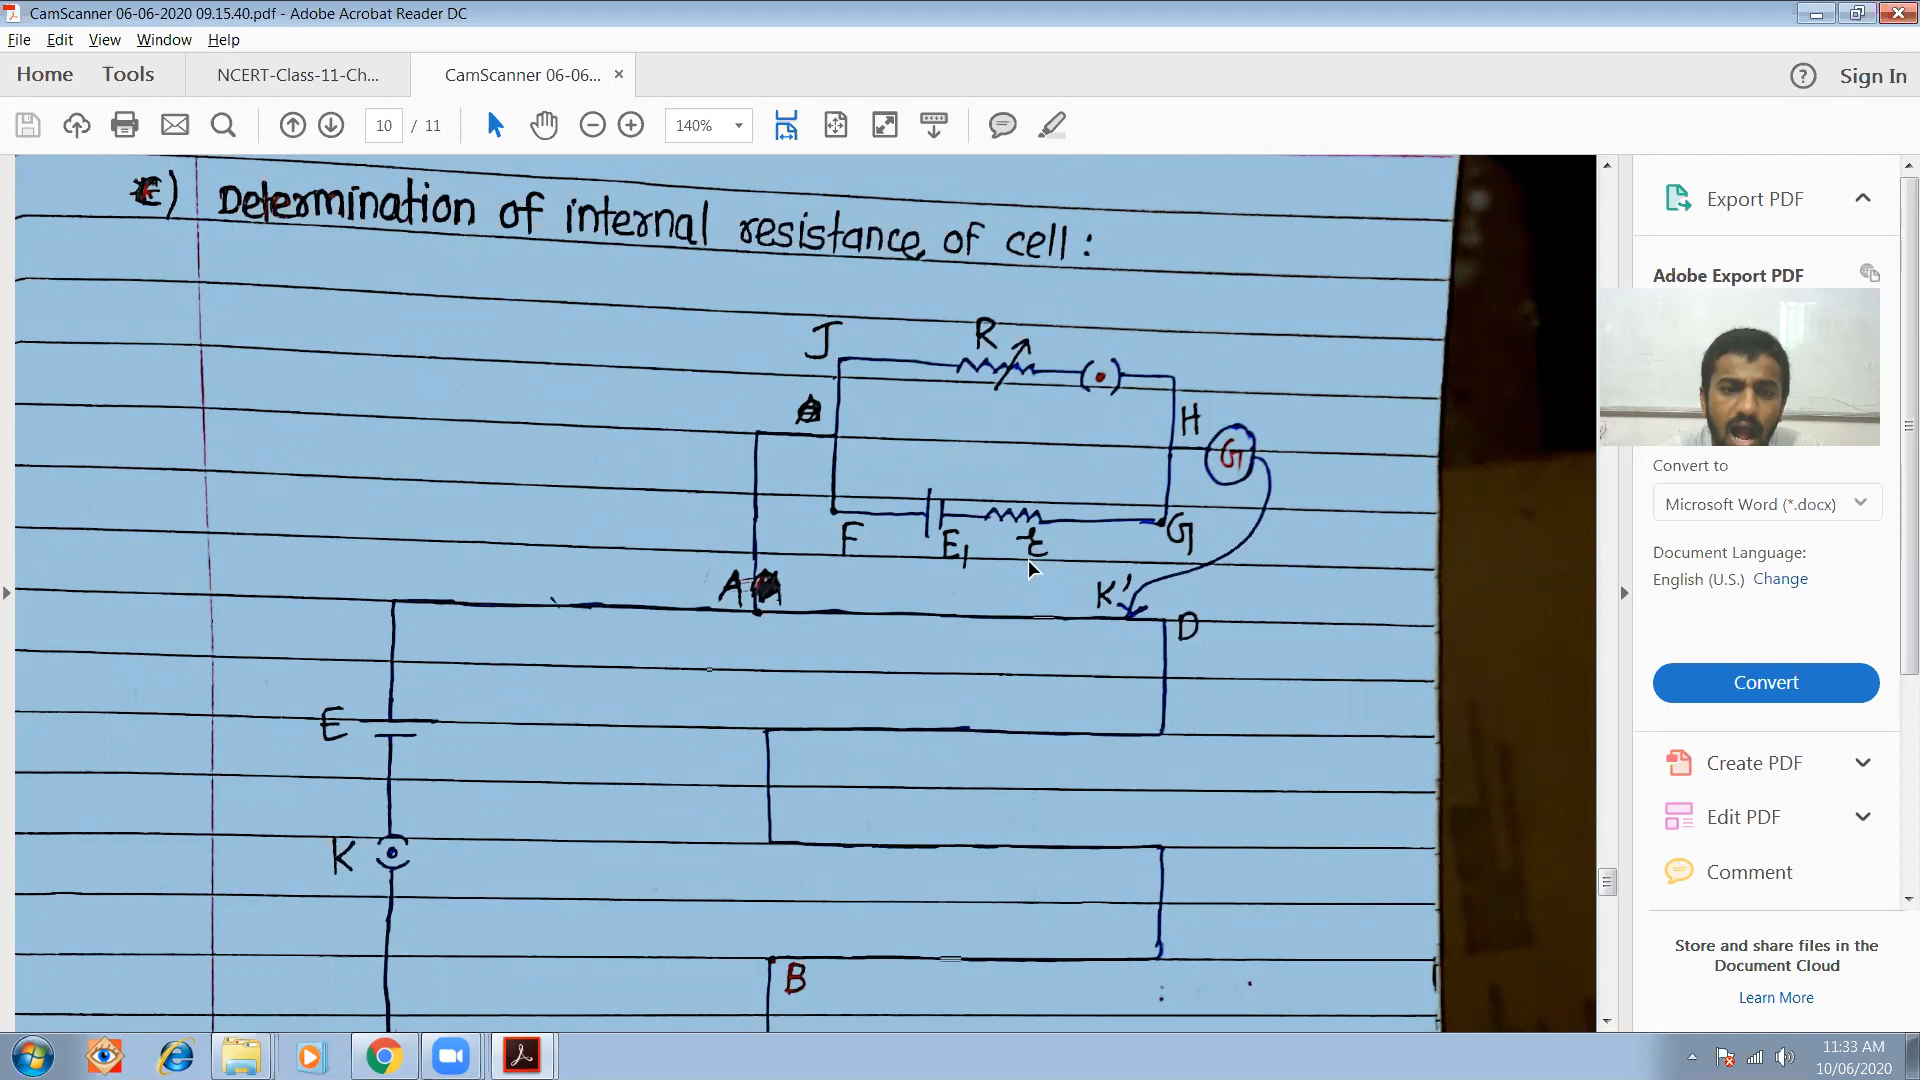 CamScanner 06-06-2020 09.15.40.pdf - Adobe Acrobat Reader DC
File Edit View Window Help
Home Tools NCERT-Class-11-Ch... CamScanner 06-06... × ? Sign In
10 / 11 140%
) Determination of internal resistance of cell :
J R
H
G
F E1 G
A K' D
E
K
B
Export PDF
Adobe Export PDF
Convert to
Microsoft Word (*.docx)
Document Language:
English (U.S.) Change
Convert
Create PDF
Edit PDF
Comment
Store and share files in the
Document Cloud
Learn More
11:33 AM
10/06/2020